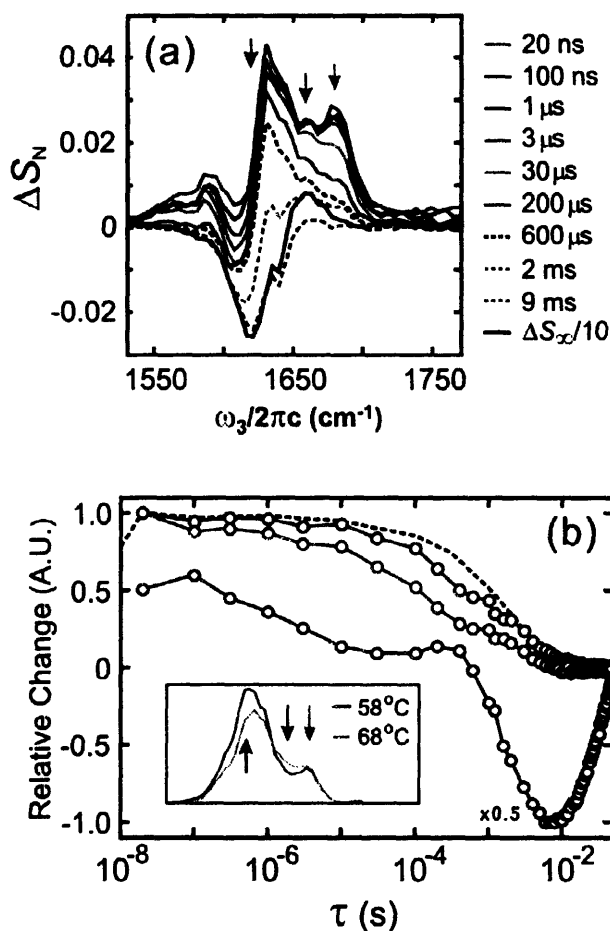 (a)
0.04
0.02
0
-0.02
ΔS_N
1550
1650
1750
ω₃/2πc (cm⁻¹)
20 ns
100 ns
1 μs
3 μs
30 μs
200 μs
600 μs
2 ms
9 ms
ΔS∞/10
(b)
1.0
0.5
0
-0.5
-1.0
Relative Change (A.U.)
58°C
68°C
x0.5
10⁻⁸
10⁻⁶
10⁻⁴
10⁻²
τ (s)